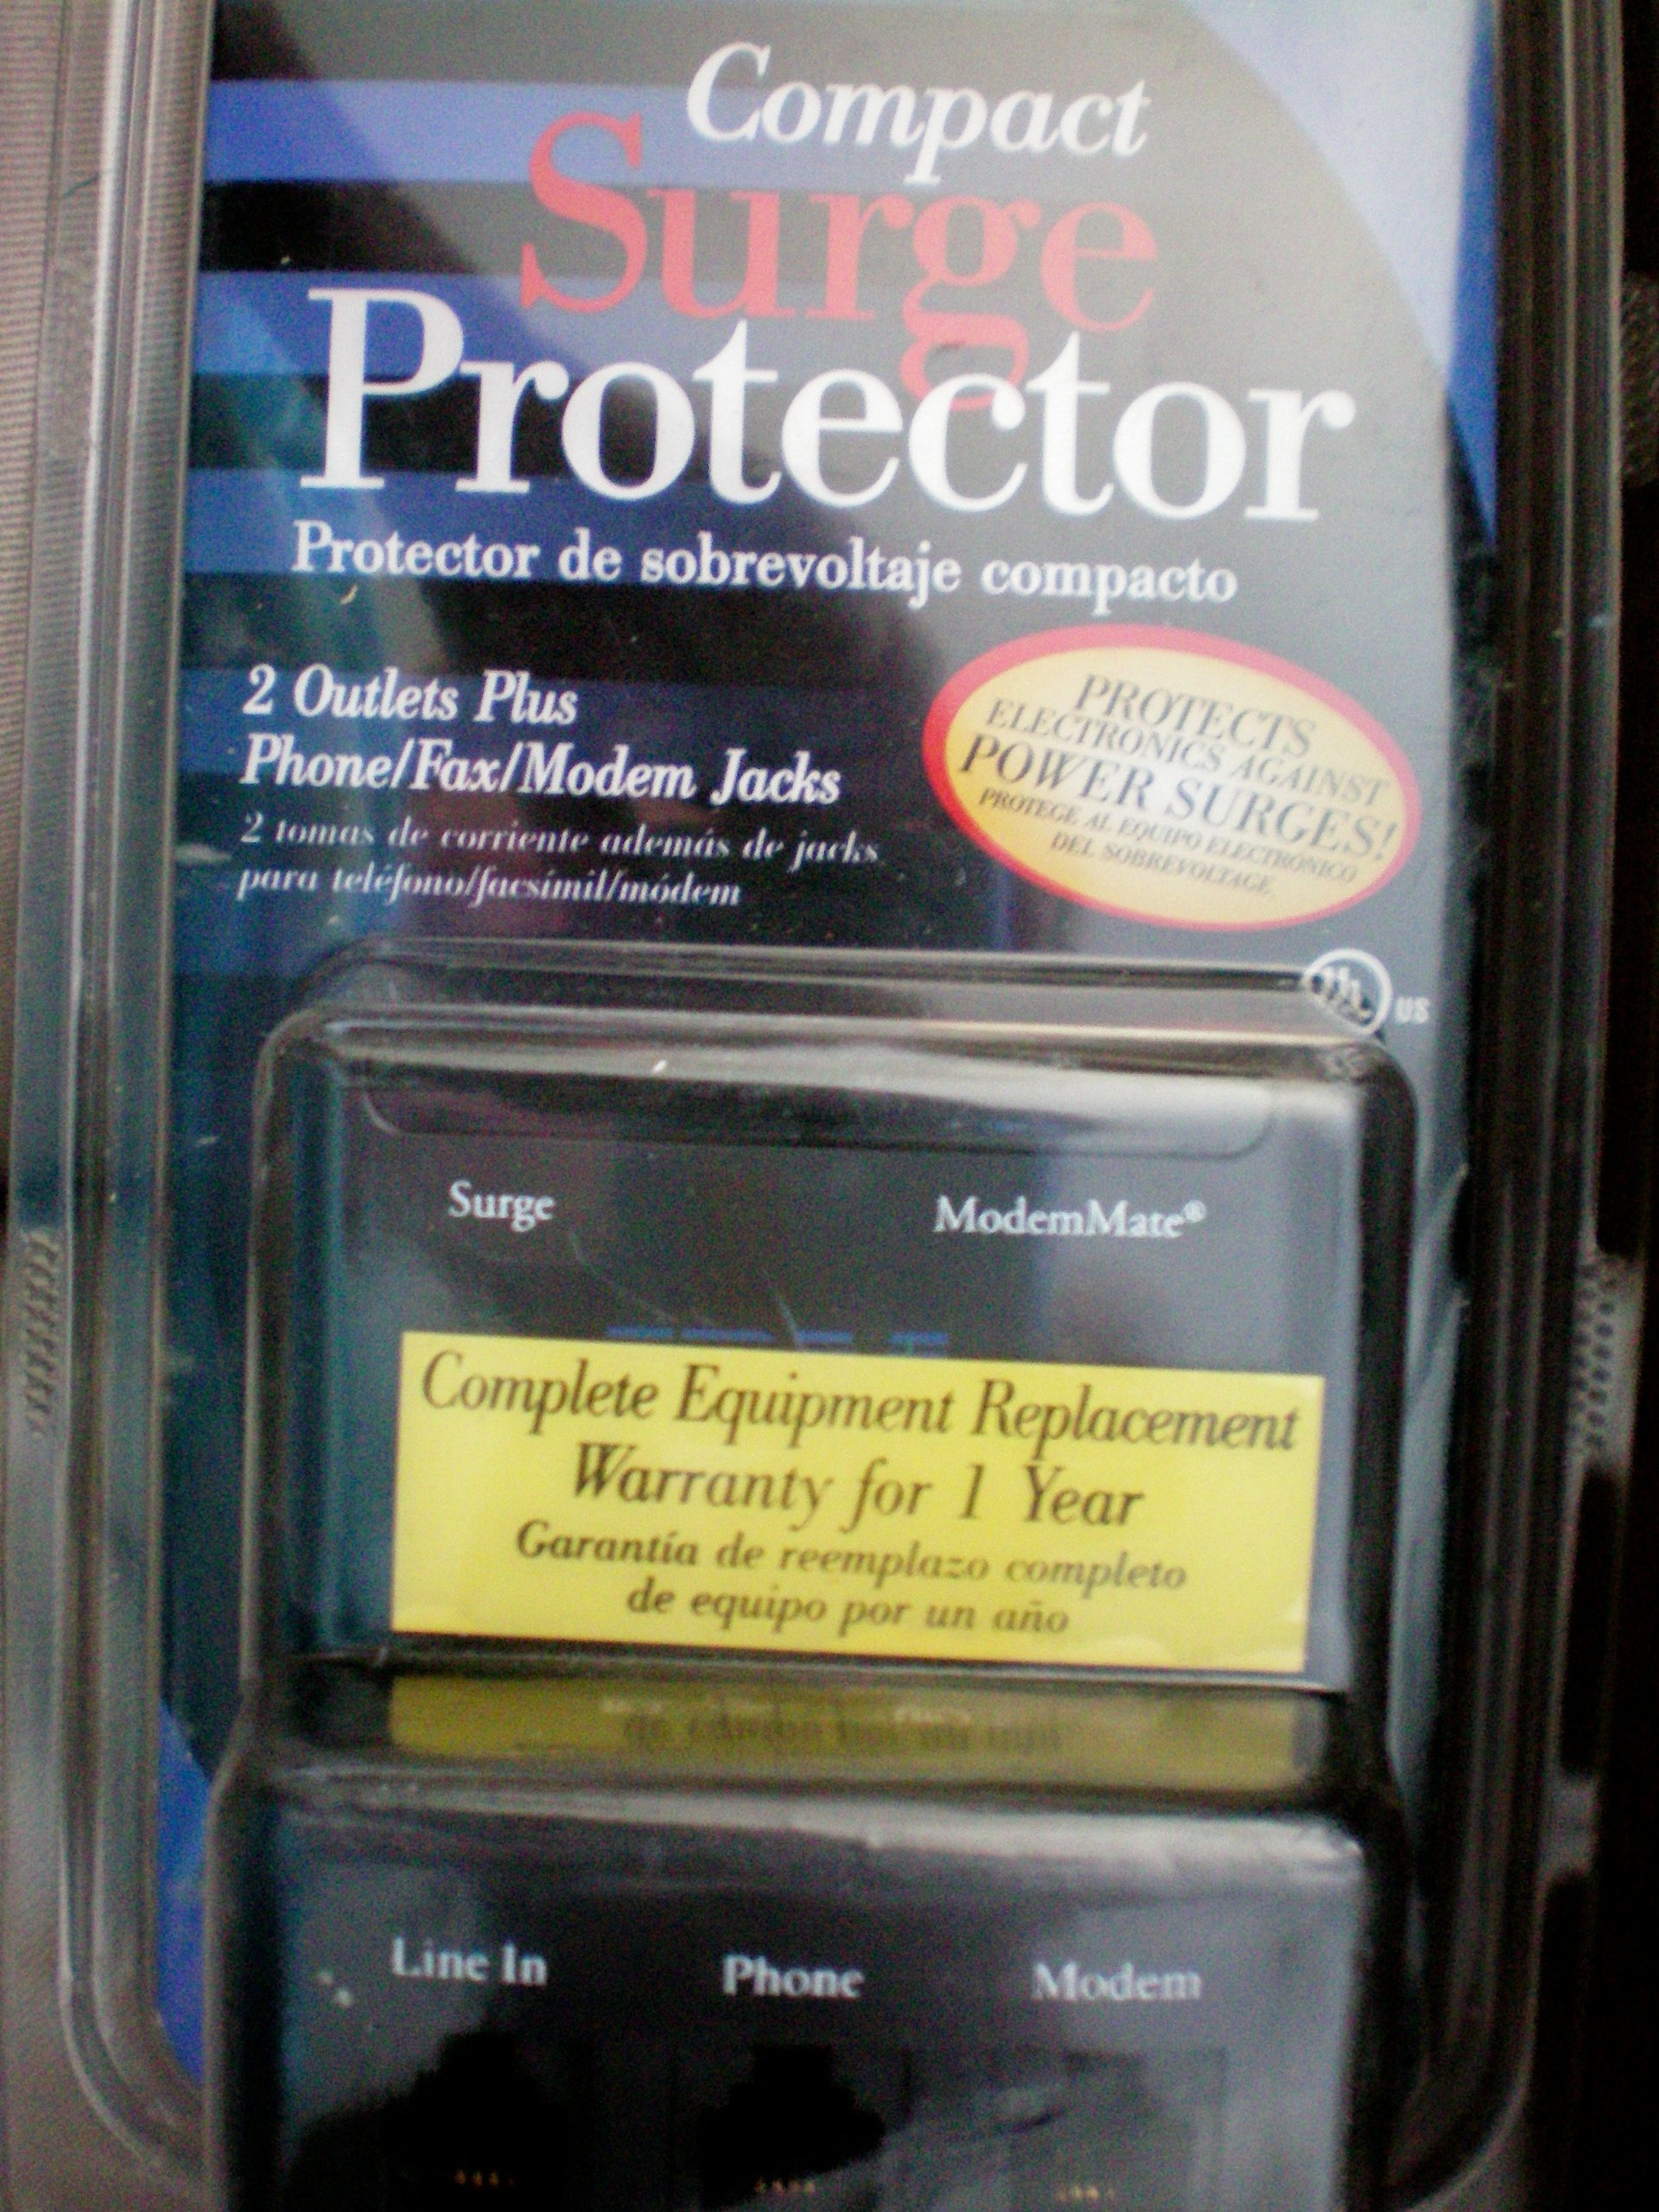 Compact
Surge
Protector
Protector de sobrevoltaje compacto
2 Outlets Plus
Phone/Fax/Modem Jacks
2 tomas de corriente además de jacks
para teléfono/facsímil/módem
PROTECTS
ELECTRONICS AGAINST
POWER SURGES!
PROTEGE AL EQUIPO ELECTRÓNICO
DEL SOBREVOLTAGE
US
Surge
ModemMate®
Complete Equipment Replacement
Warranty for 1 Year
Garantía de reemplazo completo
de equipo por un año
Line In
Phone
Modem